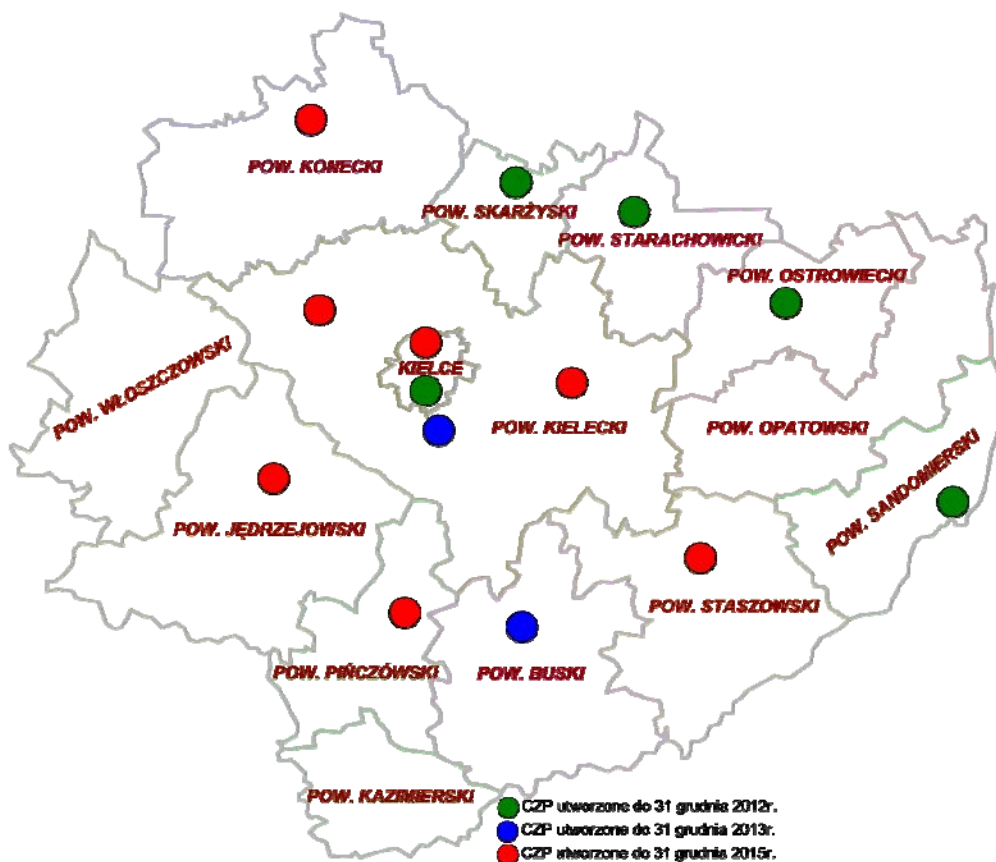 POW. KONECKI
POW. SKARŻYSKI
POW. STARACHOWICKI
POW. OSTROWIECKI
POW. WŁOSZCZOWSKI
KIELCE
POW. KIELECKI
POW. OPATOWSKI
POW. SANDOMIERSKI
POW. JĘDRZEJOWSKI
POW. STASZOWSKI
POW. PIŃCZÓWSKI
POW. BUSKI
POW. KAZIMIERSKI
CZP utworzone do 31 grudnia 2012r.
CZP utworzone do 31 grudnia 2013r.
CZP utworzone do 31 grudnia 2015r.